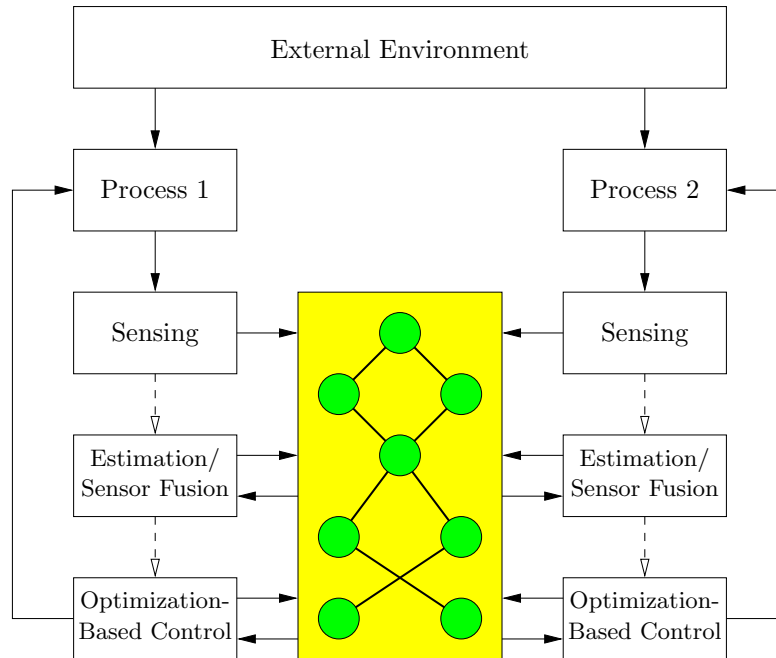 External Environment
Process 1
Process 2
Sensing
Sensing
Estimation/
Sensor Fusion
Estimation/
Sensor Fusion
Optimization-
Based Control
Optimization-
Based Control